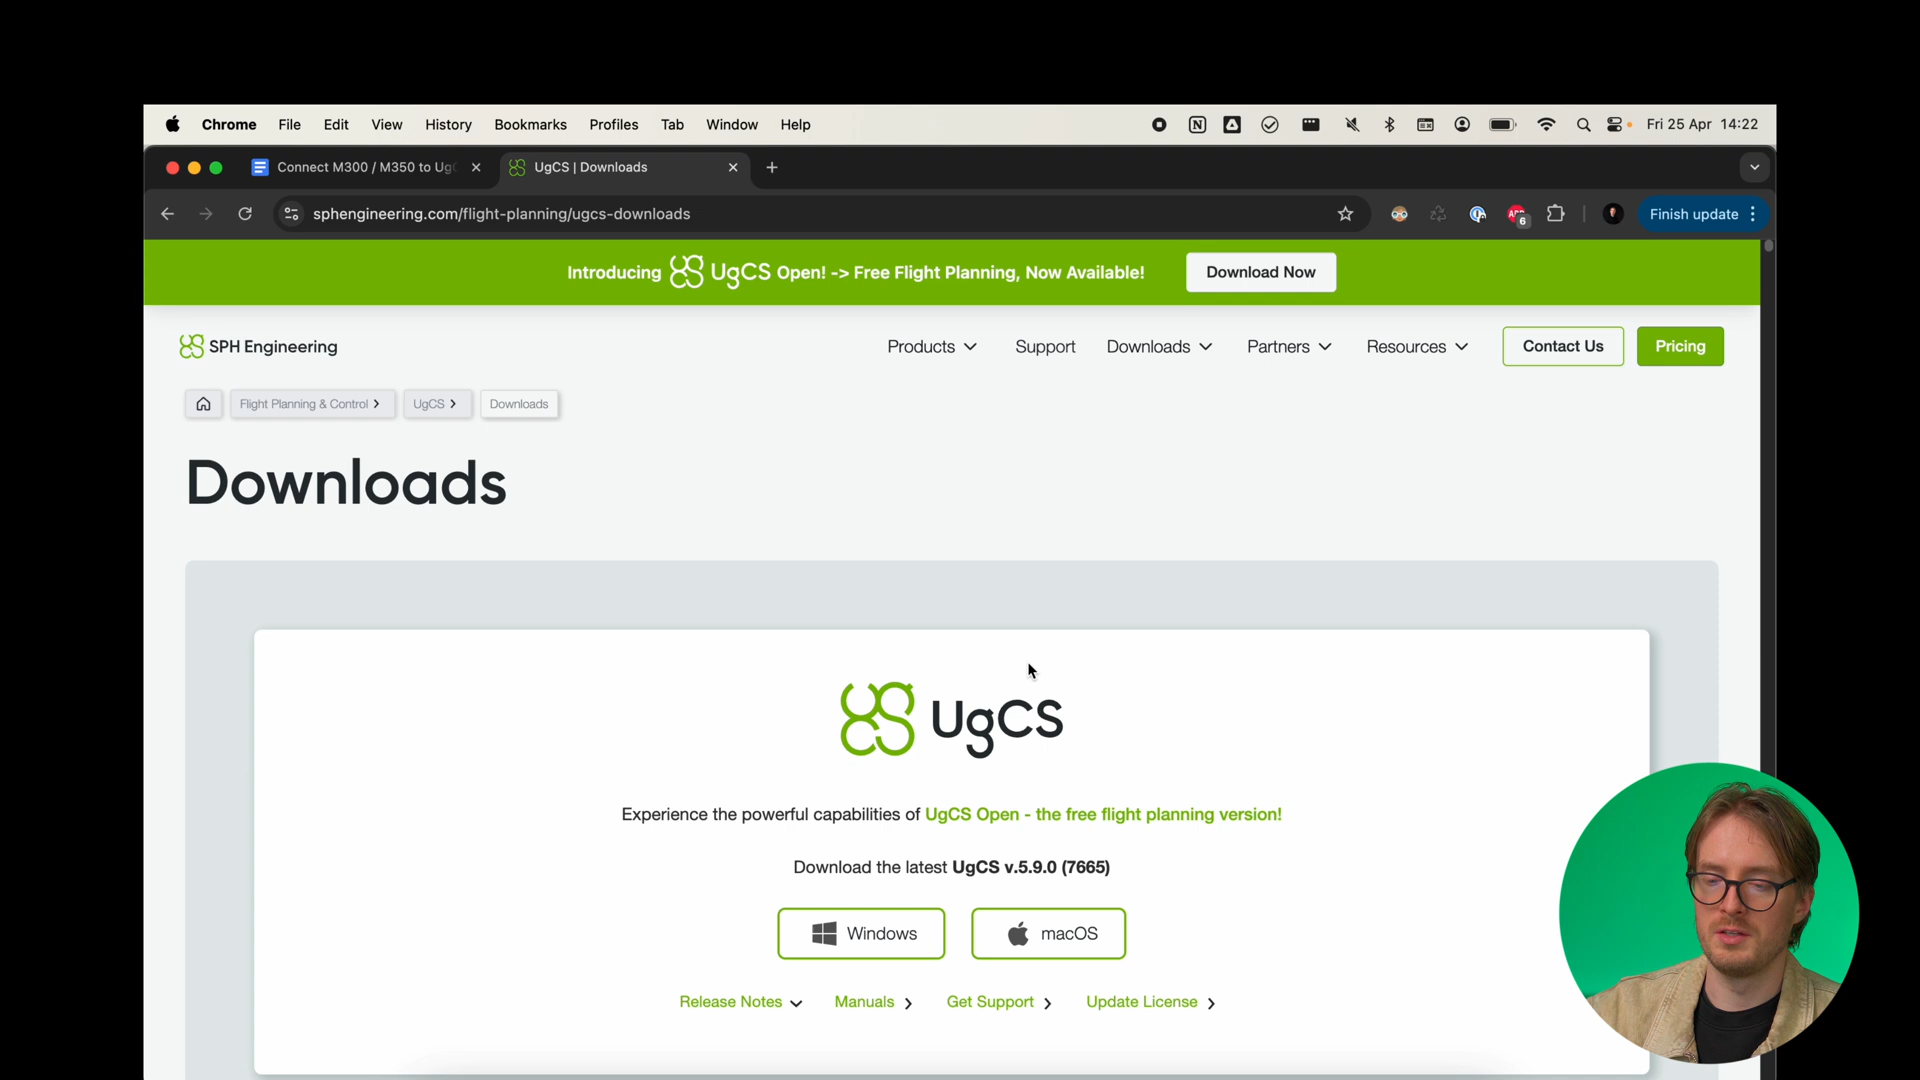 Chrome File Edit View History Bookmarks Profiles Tab Window Help Fri 25 Apr 14:22
Connect M300 / M350 to UgC UgCS | Downloads
sphengineering.com/flight-planning/ugcs-downloads 6 Finish update
Introducing UgCS Open! -> Free Flight Planning, Now Available! Download Now
SPH Engineering Products Support Downloads Partners Resources Contact Us Pricing
Flight Planning & Control UgCS Downloads
Downloads
UgCS
Experience the powerful capabilities of UgCS Open - the free flight planning version!
Download the latest UgCS v.5.9.0 (7665)
Windows macOS
Release Notes Manuals Get Support Update License